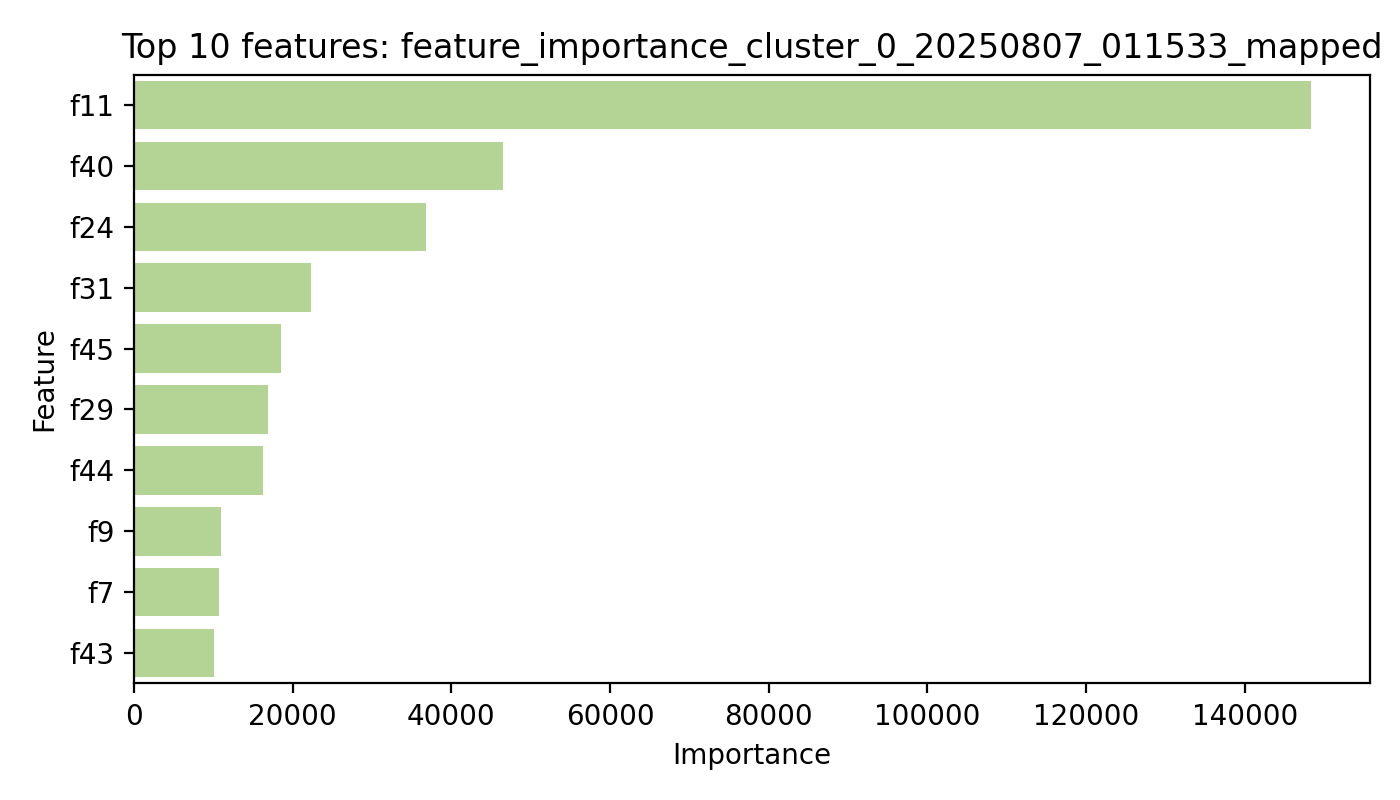 Top 10 features: feature_importance_cluster_0_20250807_011533_mapped
f11
f40
f24
f31
f45
f29
f44
f9
f7
f43
Feature
0 20000 40000 60000 80000 100000 120000 140000
Importance